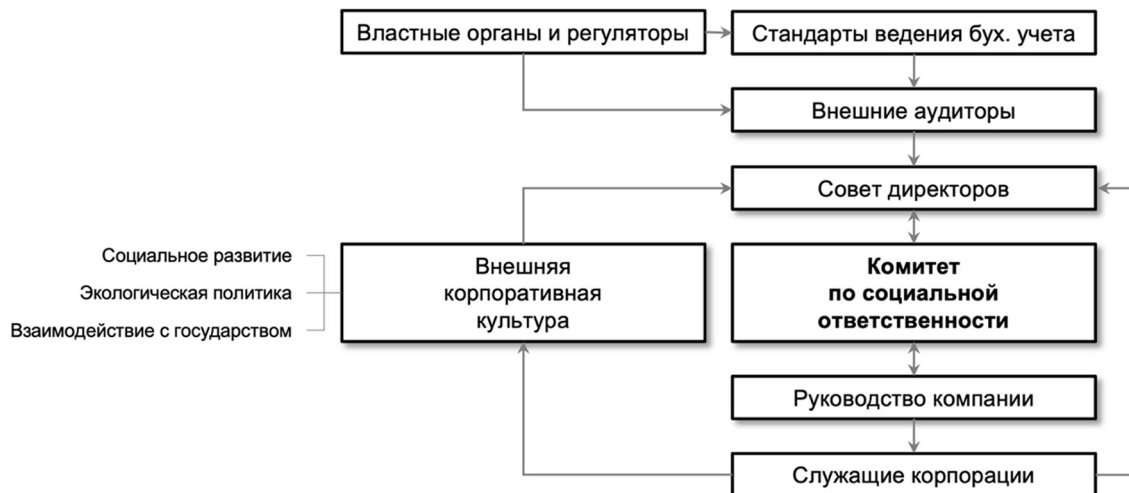 Властные органы и регуляторы
Стандарты ведения бух. учета
Внешние аудиторы
Совет директоров
Социальное развитие
Экологическая политика
Взаимодействие с государством
Внешняя
корпоративная
культура
Комитет
по социальной
ответственности
Руководство компании
Служащие корпорации